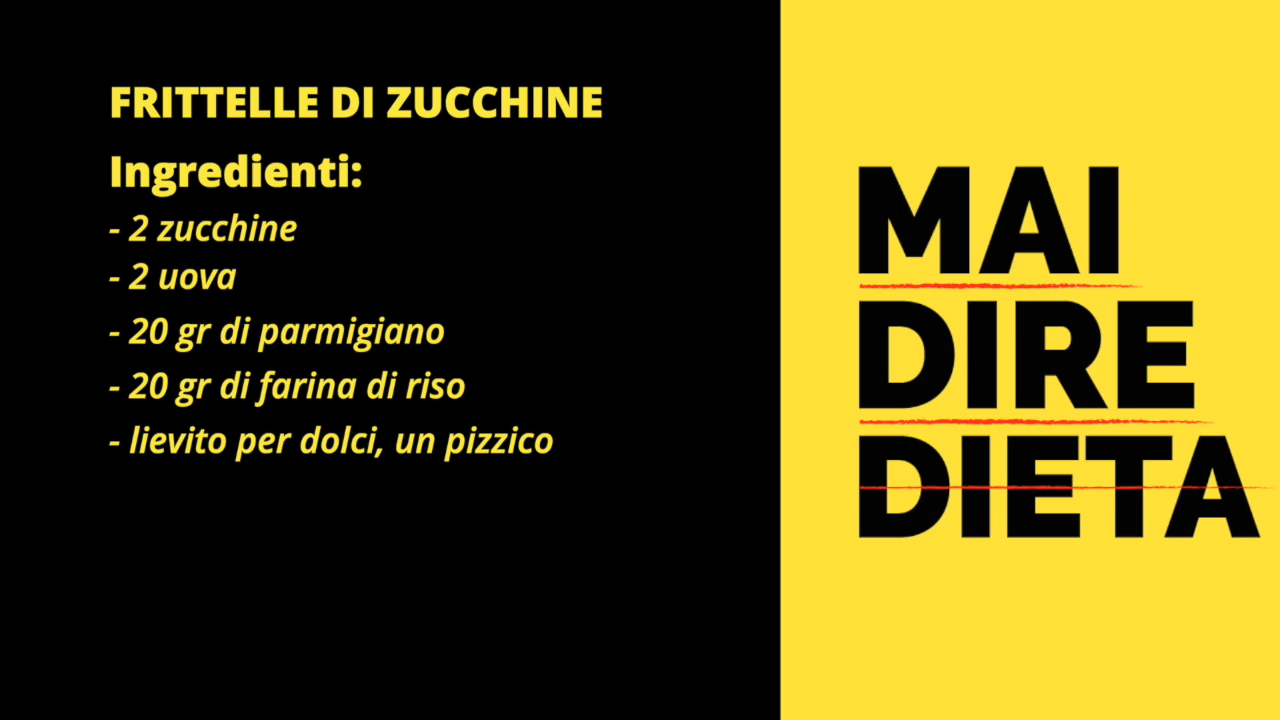 FRITTELLE DI ZUCCHINE
Ingredienti:
- 2 zucchine
- 2 uova
- 20 gr di parmigiano
- 20 gr di farina di riso
- lievito per dolci, un pizzico
MAI
DIRE
DIETA